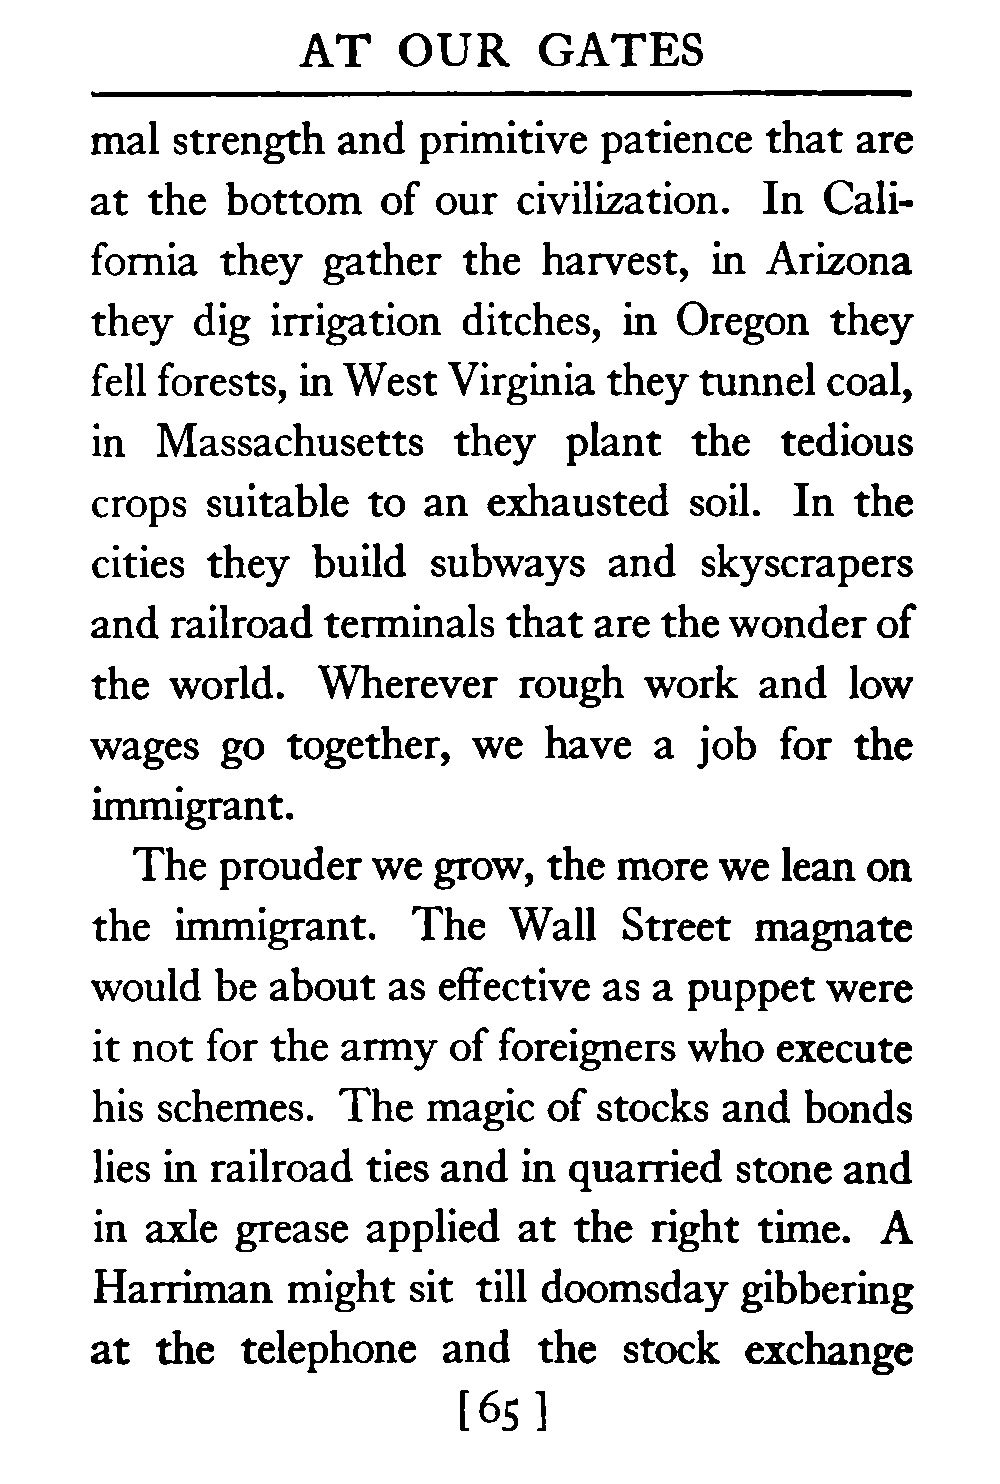 AT OUR GATES
mal strength and primitive patience that are
at the bottom of our civilization. In Cali-
fornia they gather the harvest, in Arizona
they dig irrigation ditches, in Oregon they
fell forests, in West Virginia they tunnel coal,
in Massachusetts they plant the tedious
crops suitable to an exhausted soil. In the
cities they build subways and skyscrapers
and railroad terminals that are the wonder of
the world. Wherever rough work and low
wages go together, we have a job for the
immigrant.
The prouder we grow, the more we lean on
the immigrant. The Wall Street magnate
would be about as effective as a puppet were
it not for the army of foreigners who execute
his schemes. The magic of stocks and bonds
lies in railroad ties and in quarried stone and
in axle grease applied at the right time. A
Harriman might sit till doomsday gibbering
at the telephone and the stock exchange
[65]